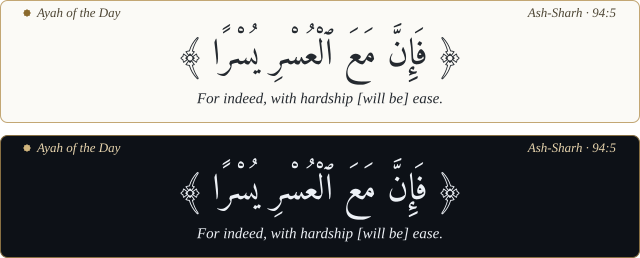 Ayah of the Day
Ash-Sharh · 94:5
﴿ فَإِنَّ مَعَ ٱلْعُسْرِ يُسْرًا ﴾
For indeed, with hardship [will be] ease.
Ayah of the Day
Ash-Sharh · 94:5
﴿ فَإِنَّ مَعَ ٱلْعُسْرِ يُسْرًا ﴾
For indeed, with hardship [will be] ease.